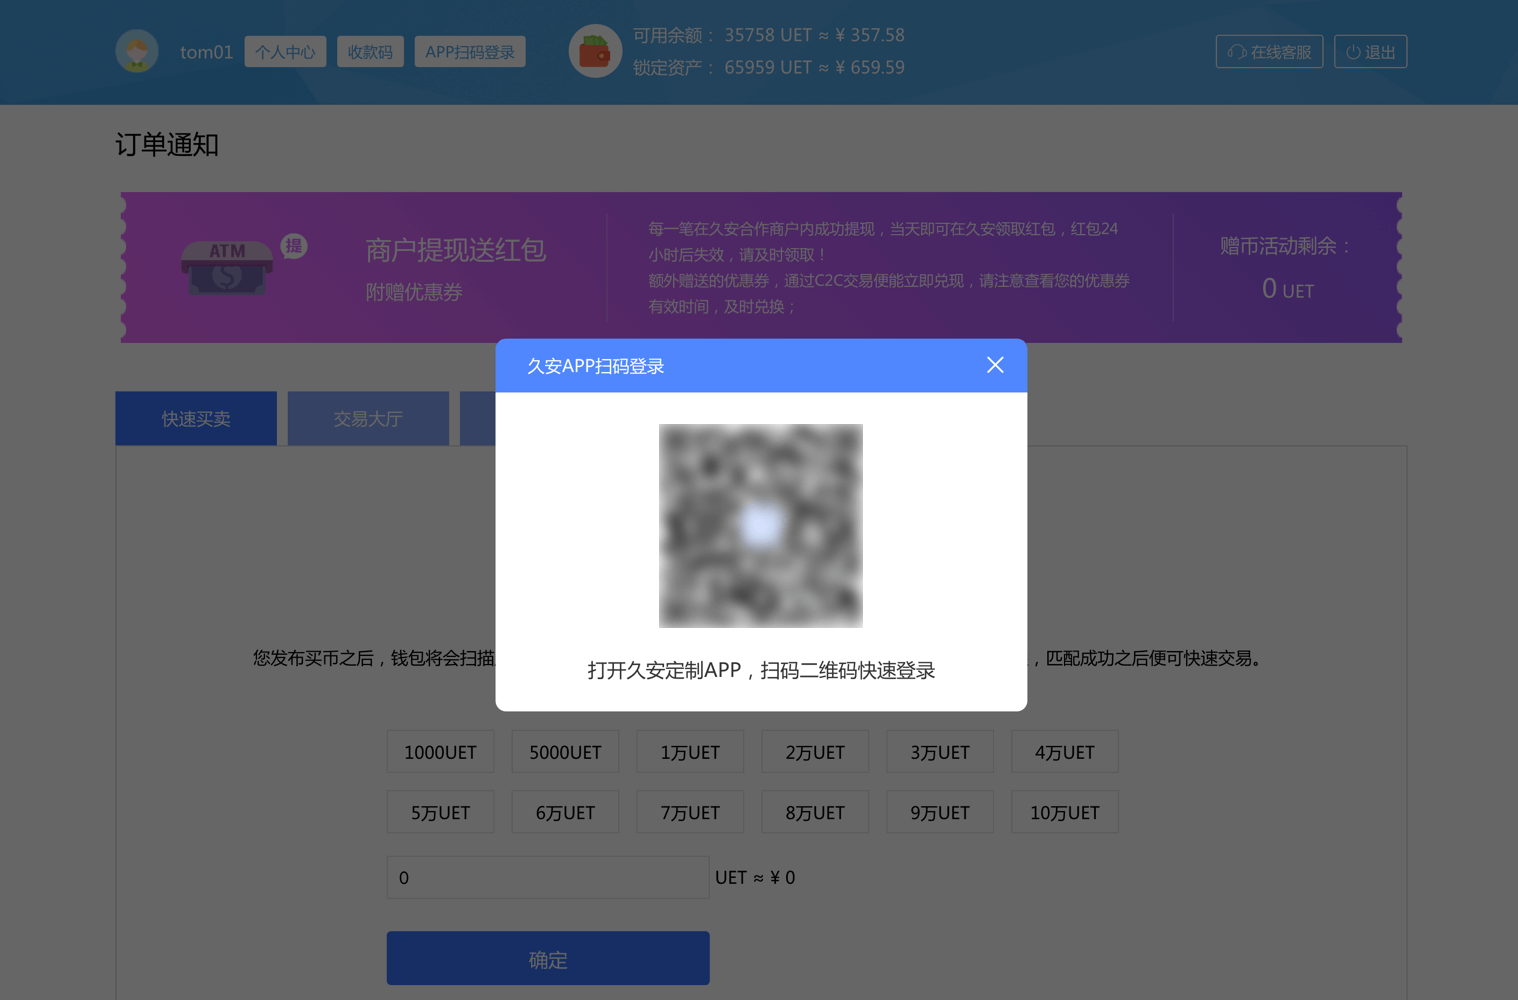 tom01 个人中心 收款码 APP扫码登录
可用余额： 35758 UET ≈ ¥ 357.58
锁定资产： 65959 UET ≈ ¥ 659.59
在线客服 退出
订单通知
ATM 提
商户提现送红包
附赠优惠券
每一笔在久安合作商户内成功提现，当天即可在久安领取红包，红包24
小时后失效，请及时领取！
额外赠送的优惠券，通过C2C交易便能立即兑现，请注意查看您的优惠券
有效时间，及时兑换；
赠币活动剩余：
0 UET
快速买卖 交易大厅
久安APP扫码登录
打开久安定制APP，扫码二维码快速登录
您发布买币之后，钱包将会扫描 ，匹配成功之后便可快速交易。
1000UET 5000UET 1万UET 2万UET 3万UET 4万UET
5万UET 6万UET 7万UET 8万UET 9万UET 10万UET
0 UET ≈ ¥ 0
确定